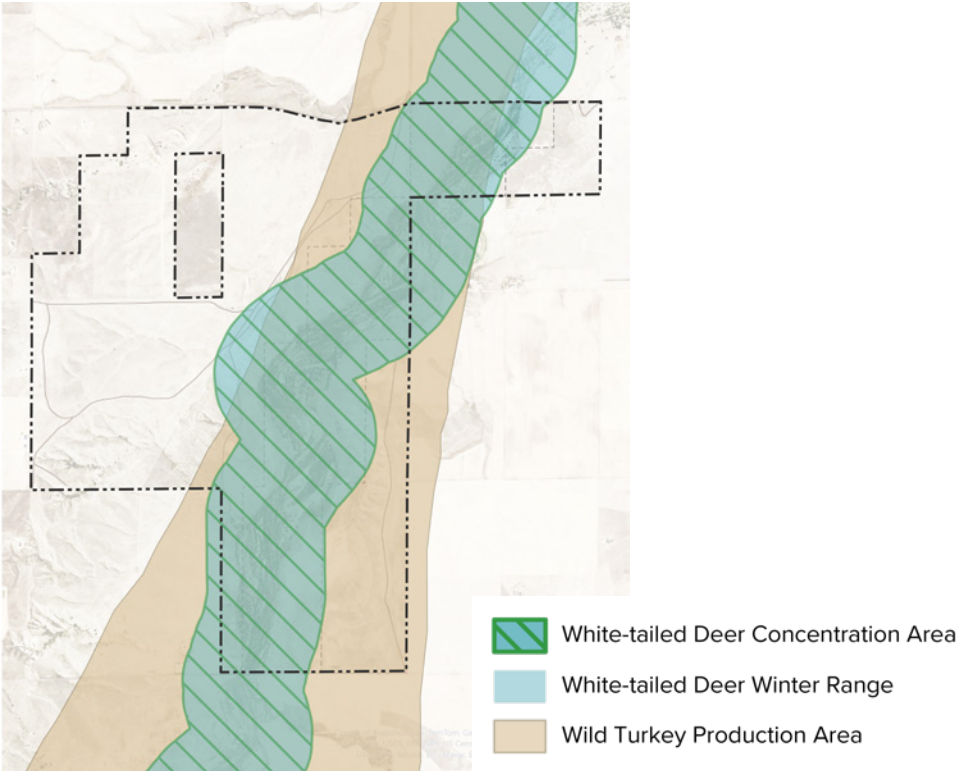 White-tailed Deer Concentration Area
White-tailed Deer Winter Range
Wild Turkey Production Area